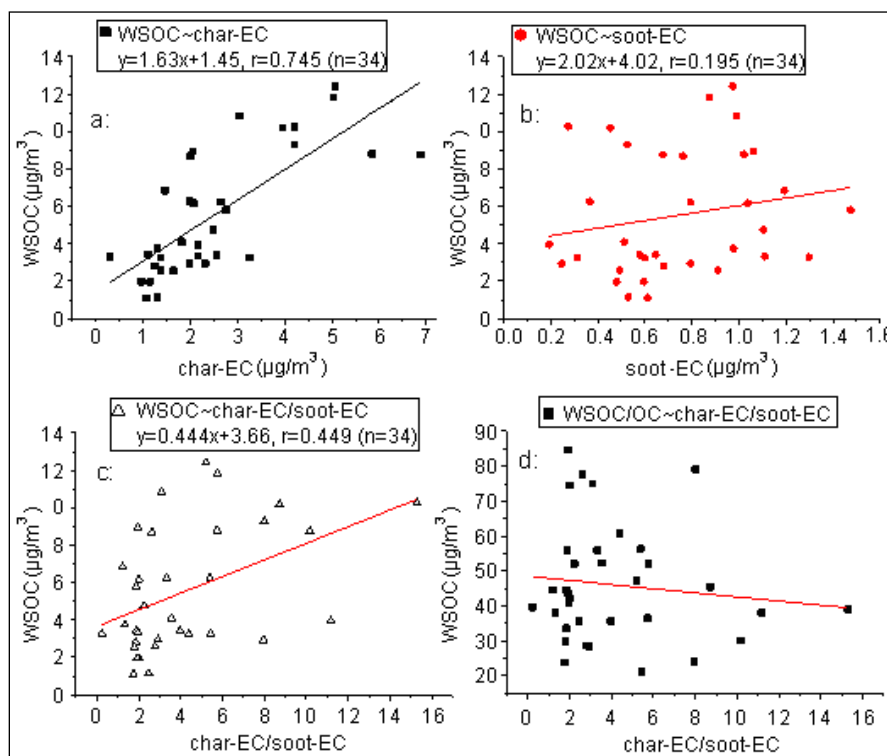 WSOC~char-EC
y=1.63x+1.45, r=0.745 (n=34)
a:
WSOC (µg/m³)
14
12
0
8
6
4
2
0
0 1 2 3 4 5 6 7
char-EC (µg/m³)
WSOC~soot-EC
y=2.02x+4.02, r=0.195 (n=34)
b:
WSOC (µg/m³)
14
12
0
8
6
4
2
0
0.0 0.2 0.4 0.6 0.8 1.0 1.2 1.4 1.6
soot-EC (µg/m³)
WSOC~char-EC/soot-EC
y=0.444x+3.66, r=0.449 (n=34)
c:
WSOC (µg/m³)
14
12
0
8
6
4
2
0
0 2 4 6 8 10 12 14 16
char-EC/soot-EC
WSOC/OC~char-EC/soot-EC
d:
WSOC (µg/m³)
90
80
70
60
50
40
30
20
0 2 4 6 8 10 12 14 16
char-EC/soot-EC